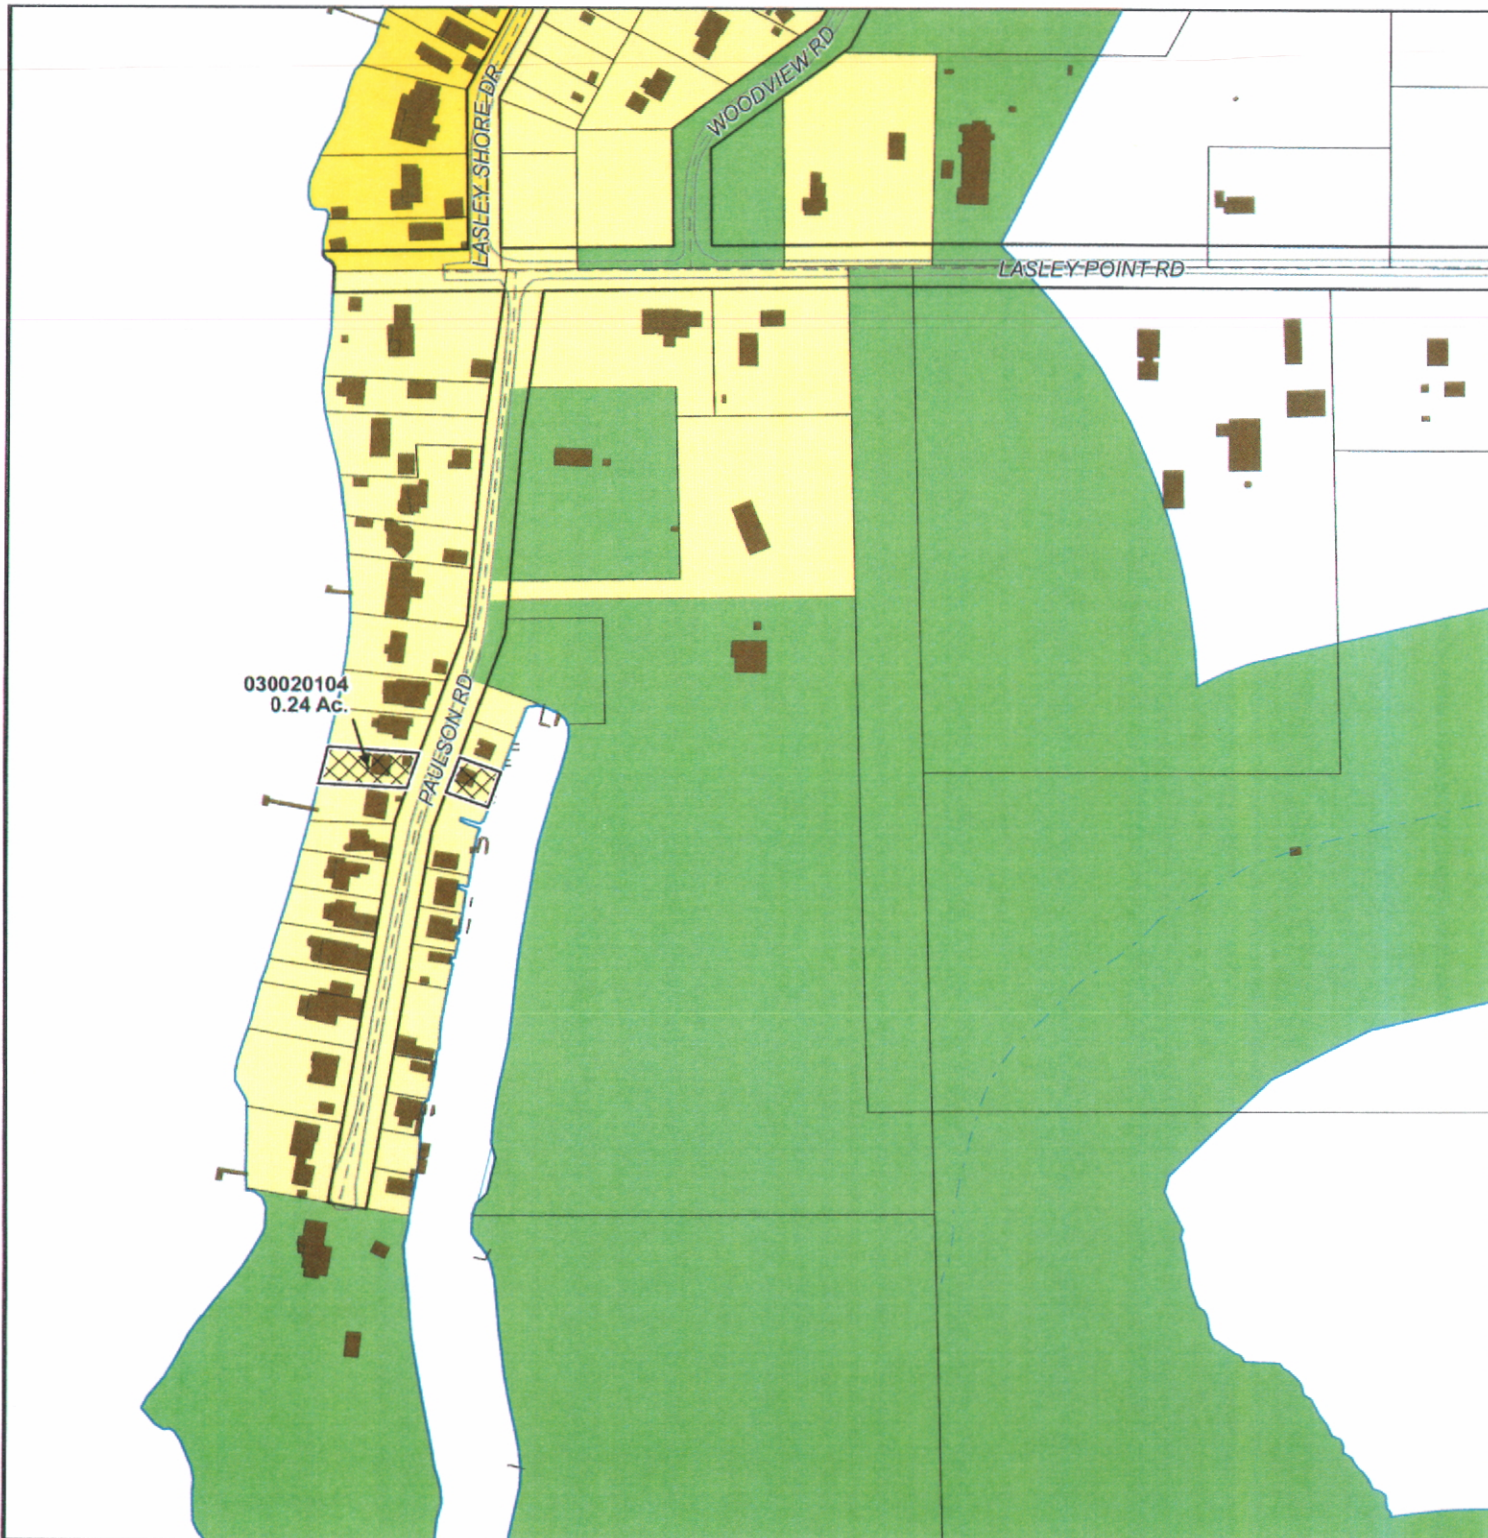 WOODVIEW RD
LASLEY SHORE DR
LASLEY POINT RD
030020104
0.24 Ac.
PAULSON RD